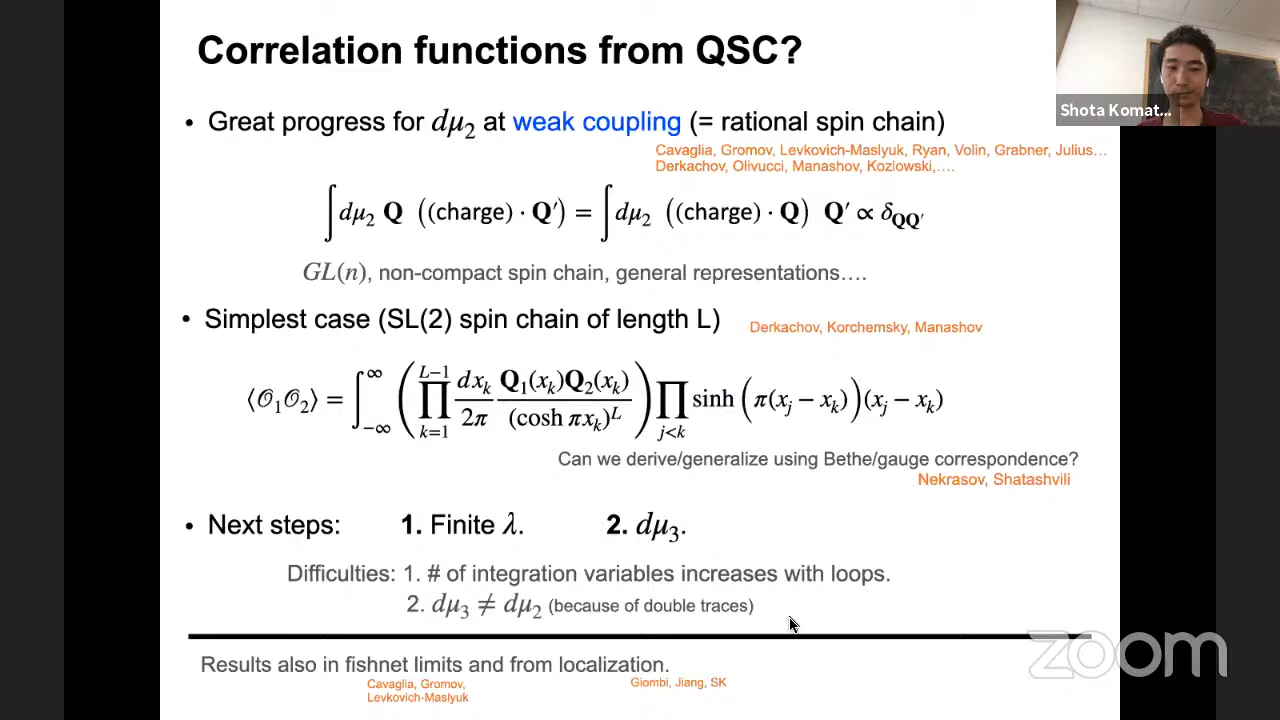 Correlation functions from QSC?
Shota Komat...
• Great progress for dμ₂ at weak coupling (= rational spin chain)
Cavaglia, Gromov, Levkovich-Maslyuk, Ryan, Volin, Grabner, Julius…
Derkachov, Olivucci, Manashov, Kozlowski,….
∫dμ₂ Q ((charge) · Q′) = ∫dμ₂ ((charge) · Q) Q′ ∝ δ_QQ′
GL(n), non-compact spin chain, general representations….
• Simplest case (SL(2) spin chain of length L)
Derkachov, Korchemsky, Manashov
⟨𝒪₁𝒪₂⟩ = ∫_{-∞}^{∞} (∏_{k=1}^{L−1} dx_k/2π Q₁(x_k)Q₂(x_k)/(cosh πx_k)^L) ∏_{j<k} sinh (π(x_j − x_k))(x_j − x_k)
Can we derive/generalize using Bethe/gauge correspondence?
Nekrasov, Shatashvili
• Next steps: 1. Finite λ. 2. dμ₃.
Difficulties: 1. # of integration variables increases with loops.
2. dμ₃ ≠ dμ₂ (because of double traces)
zoom
Results also in fishnet limits and from localization.
Cavaglia, Gromov, Giombi, Jiang, SK
Levkovich-Maslyuk